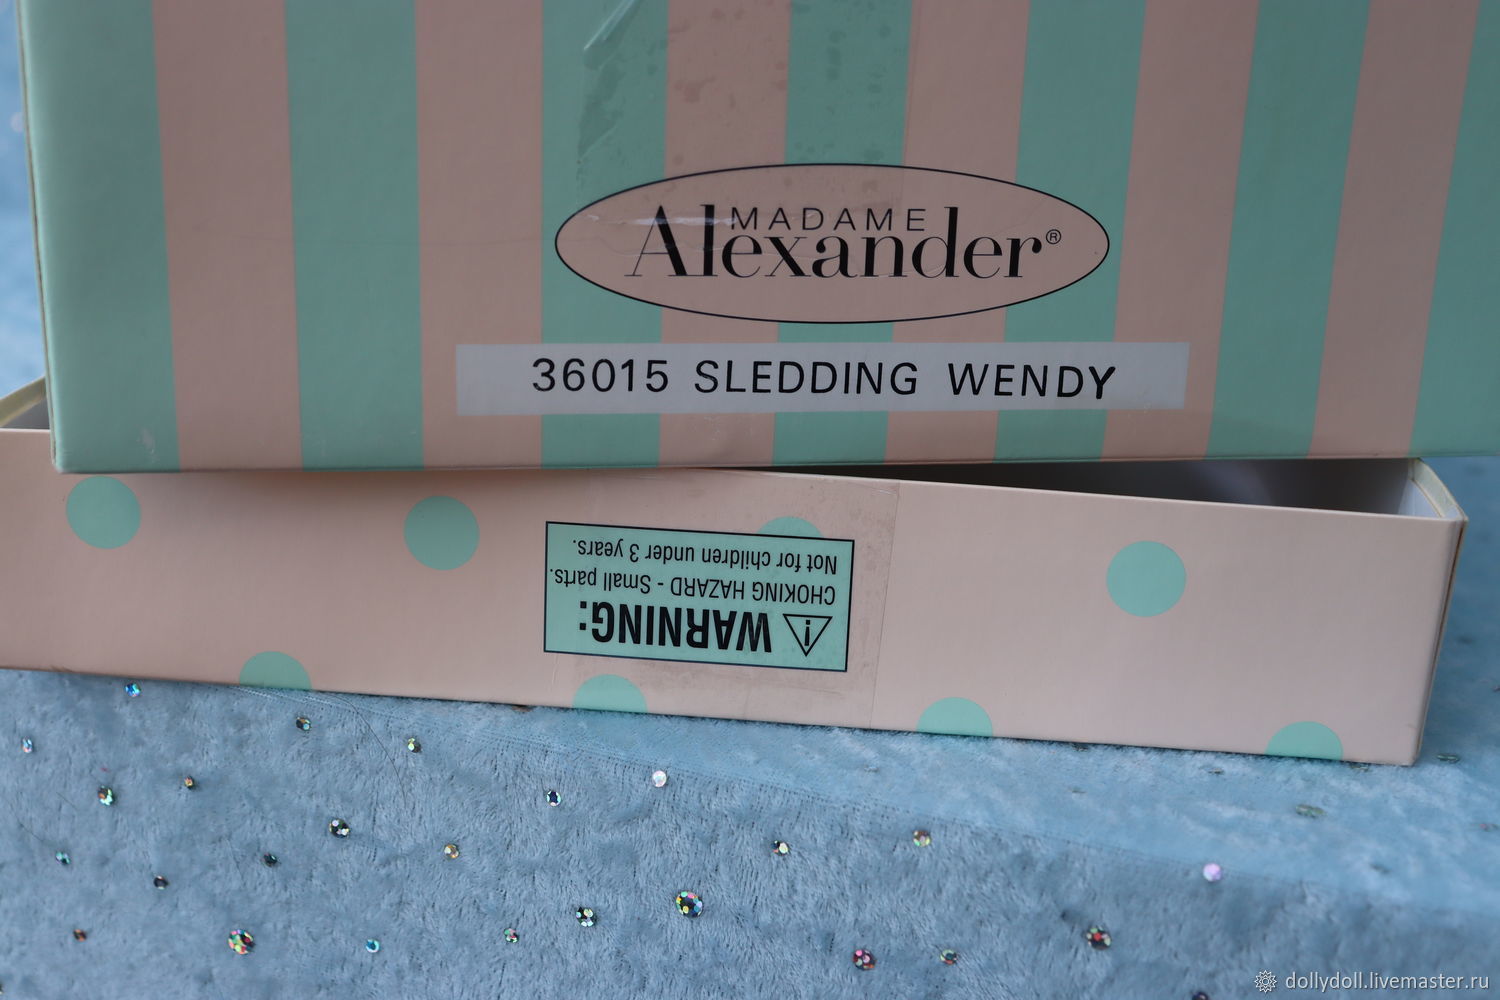 MADAME
Alexander®
36015 SLEDDING WENDY
WARNING:
CHOKING HAZARD - Small parts.
Not for children under 3 years.
dollydoll.livemaster.ru